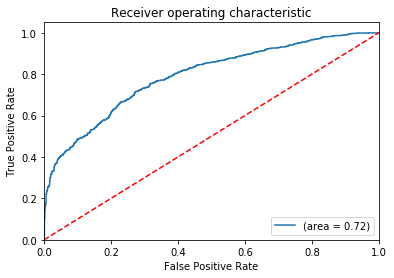 Receiver operating characteristic
True Positive Rate
1.0
0.8
0.6
0.4
0.2
0.0
(area = 0.72)
0.0 0.2 0.4 0.6 0.8 1.0
False Positive Rate